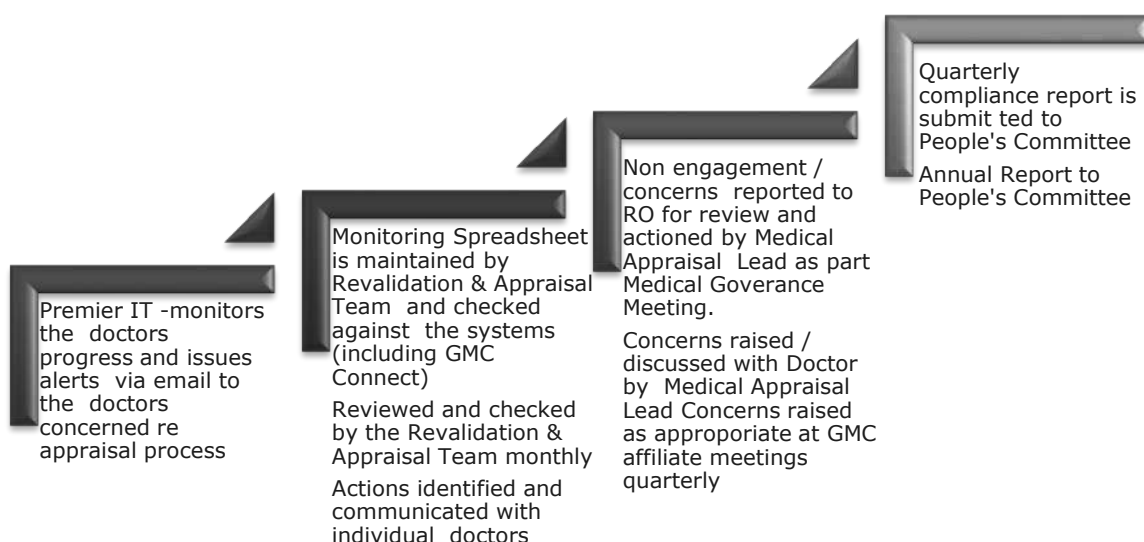 Premier IT -monitors
the doctors
progress and issues
alerts via email to
the doctors
concerned re
appraisal process
Monitoring Spreadsheet
is maintained by
Revalidation & Appraisal
Team and checked
against the systems
(including GMC
Connect)
Reviewed and checked
by the Revalidation &
Appraisal Team monthly
Actions identified and
communicated with
individual doctors
Non engagement /
concerns reported to
RO for review and
actioned by Medical
Appraisal Lead as part
Medical Goverance
Meeting.
Concerns raised /
discussed with Doctor
by Medical Appraisal
Lead Concerns raised
as approporiate at GMC
affiliate meetings
quarterly
Quarterly
compliance report is
submit ted to
People's Committee
Annual Report to
People's Committee